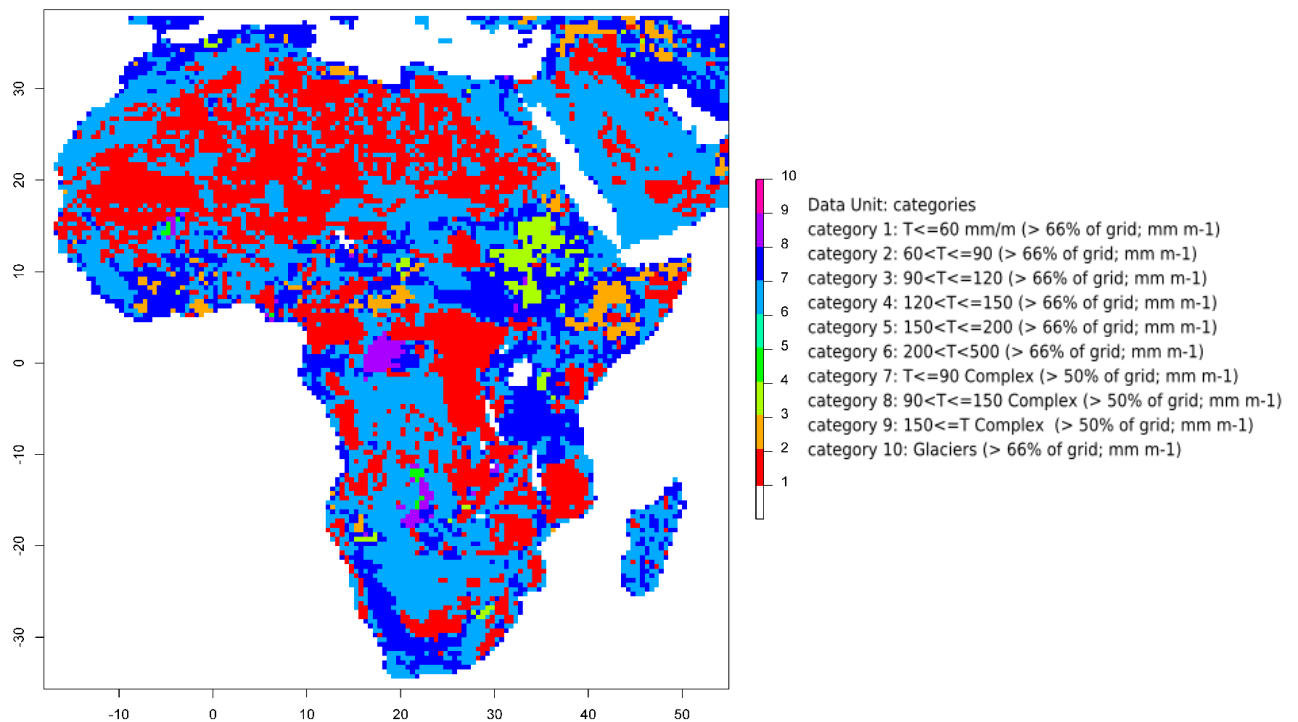 30
20
10
0
-10
-20
-30
-10
0
10
20
30
40
50
10
9
8
7
6
5
4
3
2
1
Data Unit: categories
category 1: T<=60 mm/m (> 66% of grid; mm m-1)
category 2: 60<T<=90 (> 66% of grid; mm m-1)
category 3: 90<T<=120 (> 66% of grid; mm m-1)
category 4: 120<T<=150 (> 66% of grid; mm m-1)
category 5: 150<T<=200 (> 66% of grid; mm m-1)
category 6: 200<T<500 (> 66% of grid; mm m-1)
category 7: T<=90 Complex (> 50% of grid; mm m-1)
category 8: 90<T<=150 Complex (> 50% of grid; mm m-1)
category 9: 150<=T Complex  (> 50% of grid; mm m-1)
category 10: Glaciers (> 66% of grid; mm m-1)